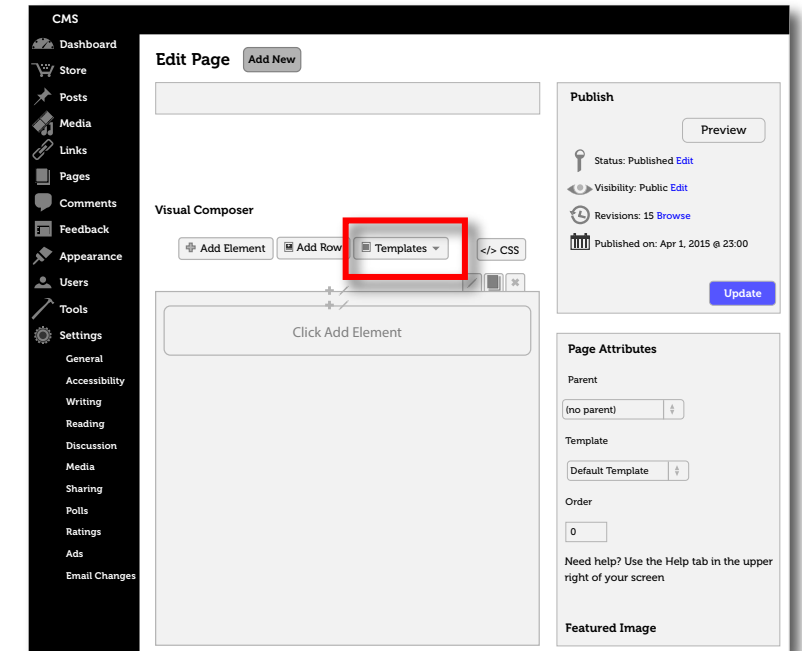 CMS
Dashboard
Store
Posts
Media
Links
Pages
Comments
Feedback
Appearance
Users
Tools
Settings
General
Accessibility
Writing
Reading
Discussion
Media
Sharing
Polls
Ratings
Ads
Email Changes
Edit Page
Add New
Visual Composer
Add Element
Add Row
Templates
</> CSS
Click Add Element
Publish
Preview
Status: Published Edit
Visibility: Public Edit
Revisions: 15 Browse
Published on: Apr 1, 2015 @ 23:00
Update
Page Attributes
Parent
(no parent)
Template
Default Template
Order
0
Need help? Use the Help tab in the upper
right of your screen
Featured Image